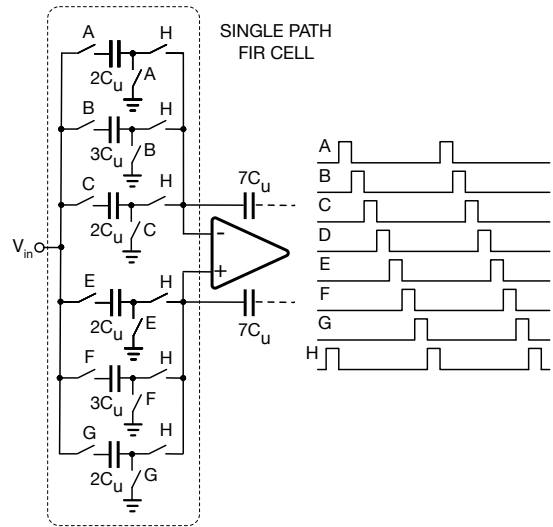 SINGLE PATH
FIR CELL
A H
2Cu A
B H
3Cu B
C H
2Cu C
7Cu
Vin
-
+
E H
2Cu E
7Cu
F H
3Cu F
G H
2Cu G
A
B
C
D
E
F
G
H